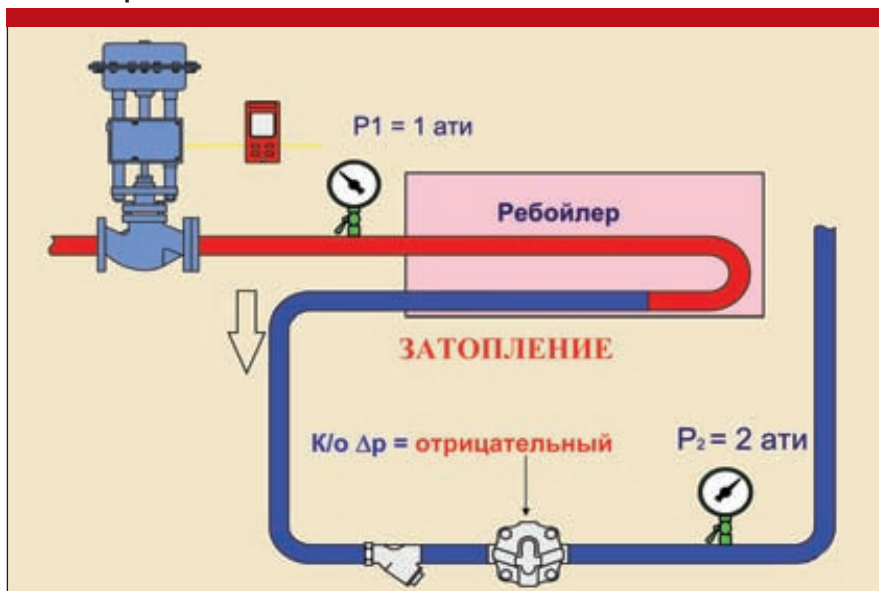 P1 = 1 ати
Ребойлер
ЗАТОПЛЕНИЕ
К/о Δp = отрицательный
P₂ = 2 ати